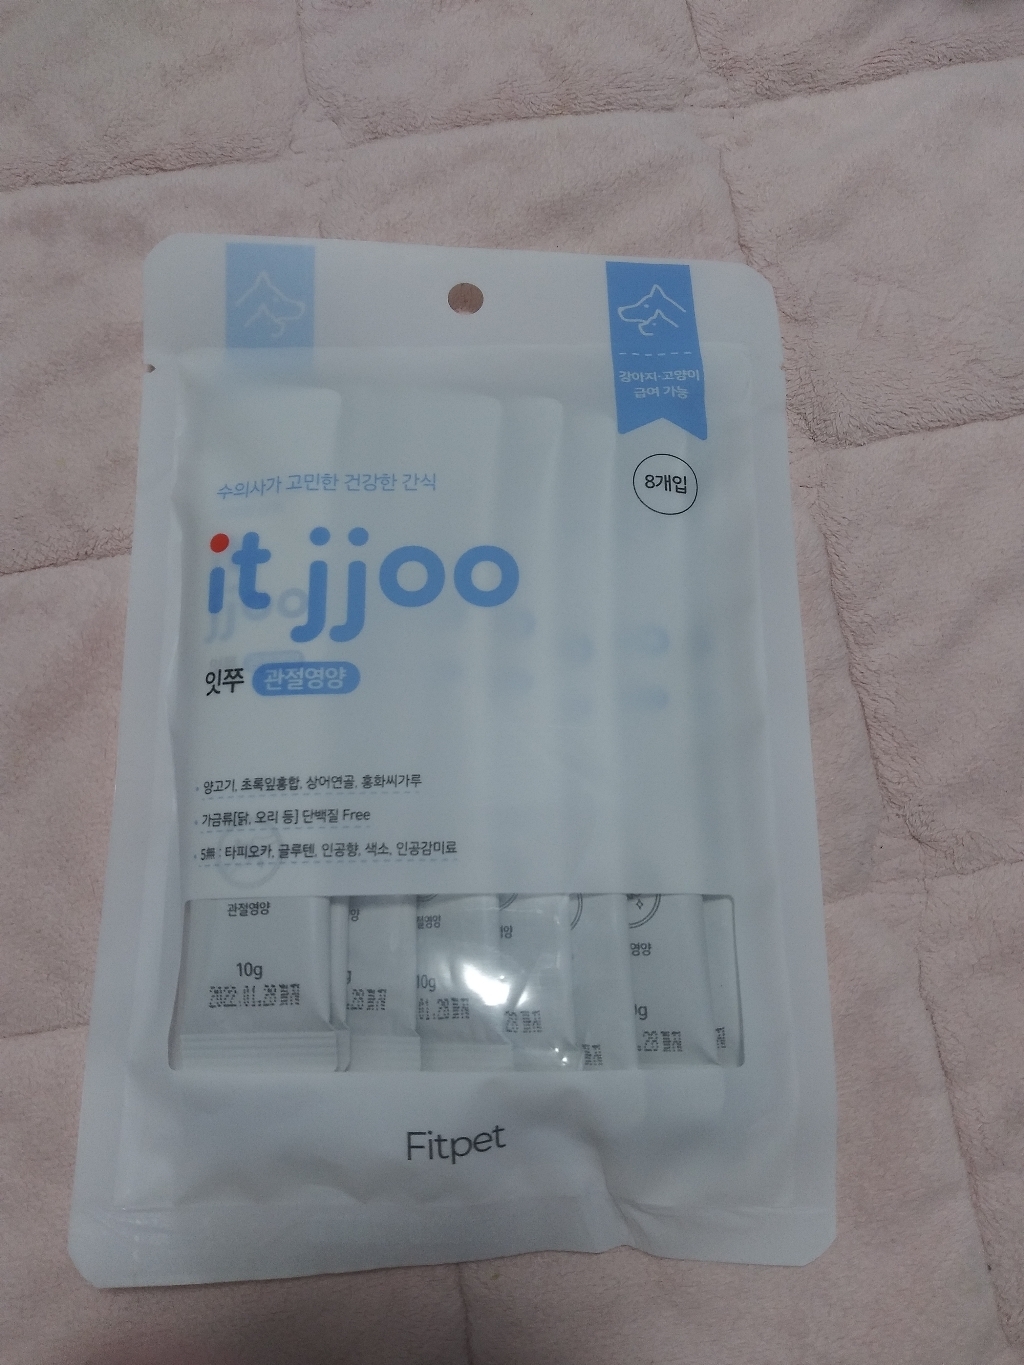 강아지·고양이
급여 가능
8개입
수의사가 고민한 건강한 간식
it jjoo
잇쮸 관절영양
양고기, 초록잎홍합, 상어연골, 홍화씨가루
가금류[닭, 오리 등] 단백질 Free
5無 : 타피오카, 글루텐, 인공향, 색소, 인공감미료
관절영양
10g
2022.01.28 까지
10g
Fitpet